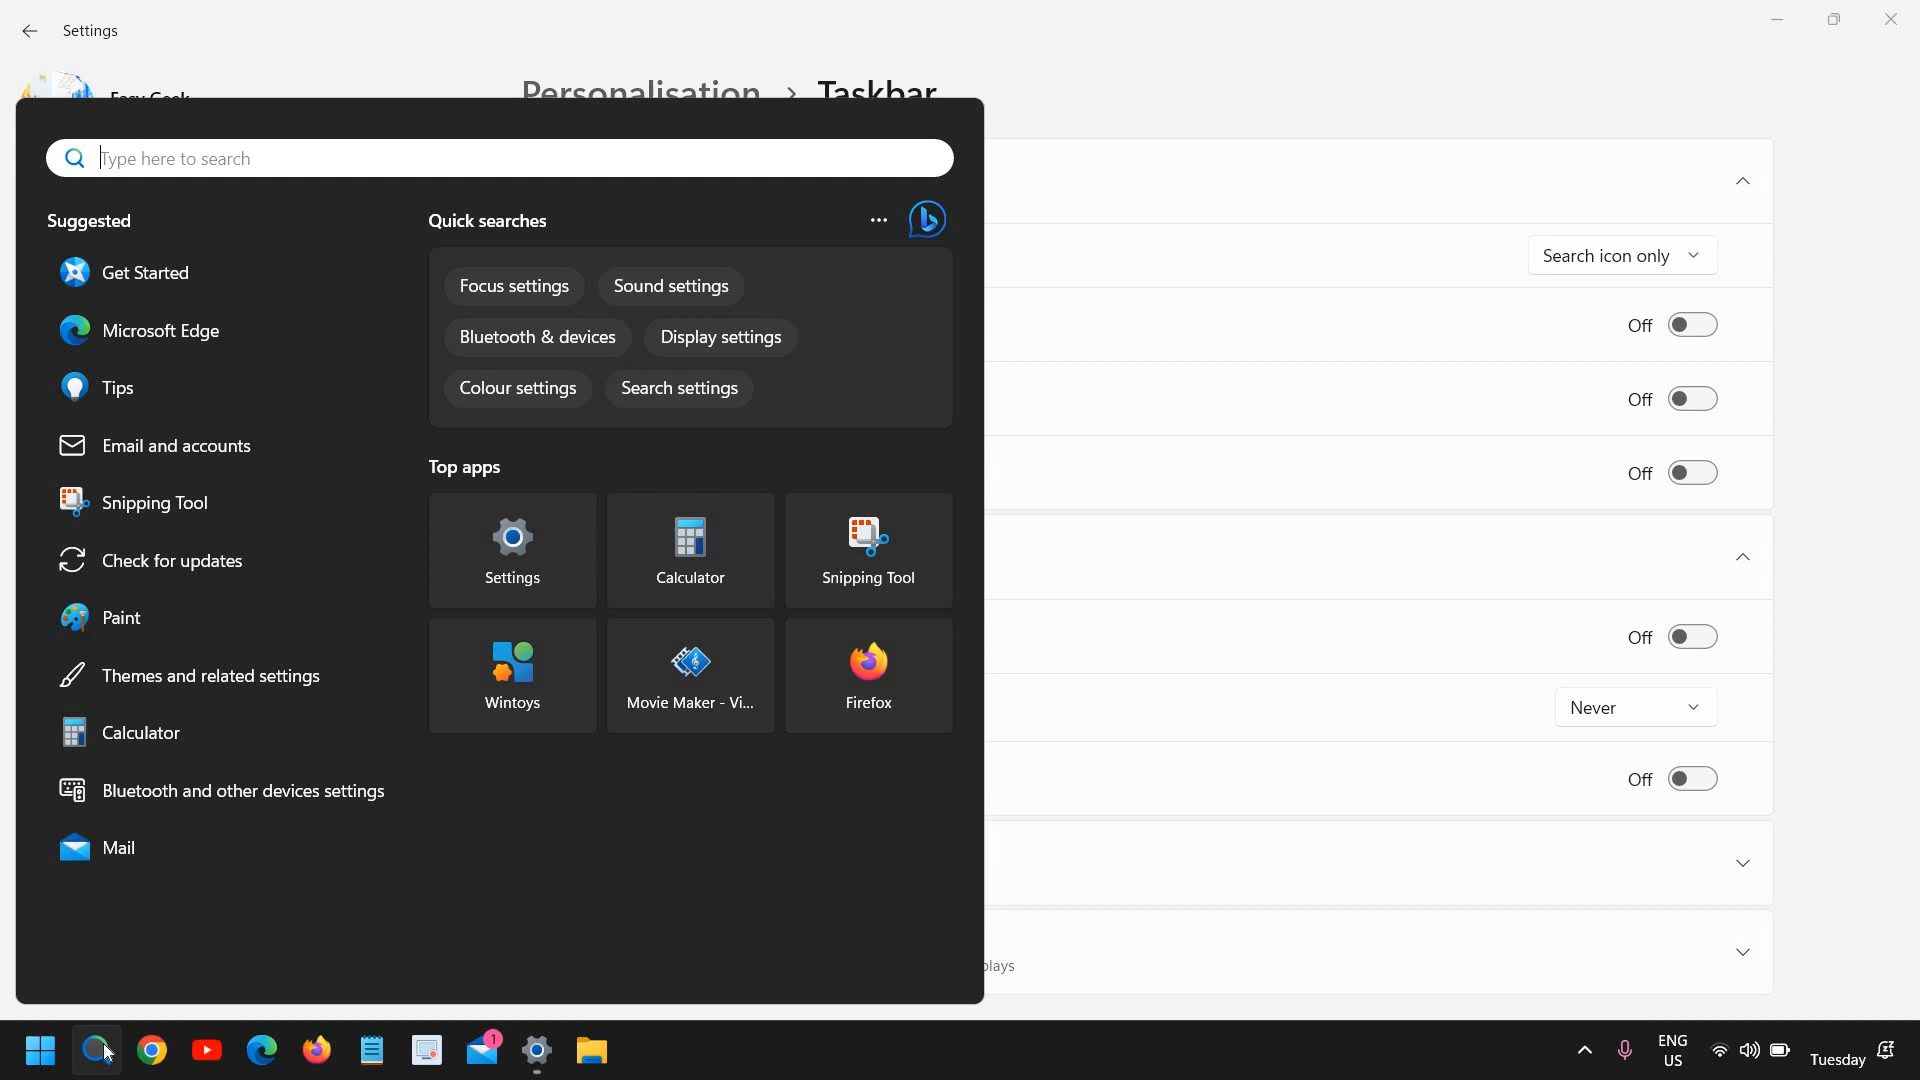 Settings
Easy Geek
Personalisation > Taskbar
Type here to search
Suggested
Quick searches
Get Started
Focus settings
Sound settings
Microsoft Edge
Bluetooth & devices
Display settings
Tips
Colour settings
Search settings
Email and accounts
Top apps
Snipping Tool
Settings
Calculator
Snipping Tool
Check for updates
Paint
Themes and related settings
Wintoys
Movie Maker - Vi...
Firefox
Calculator
Bluetooth and other devices settings
Mail
Search icon only
Off
Off
Off
Off
Never
Off
plays
1
ENG
US
Tuesday